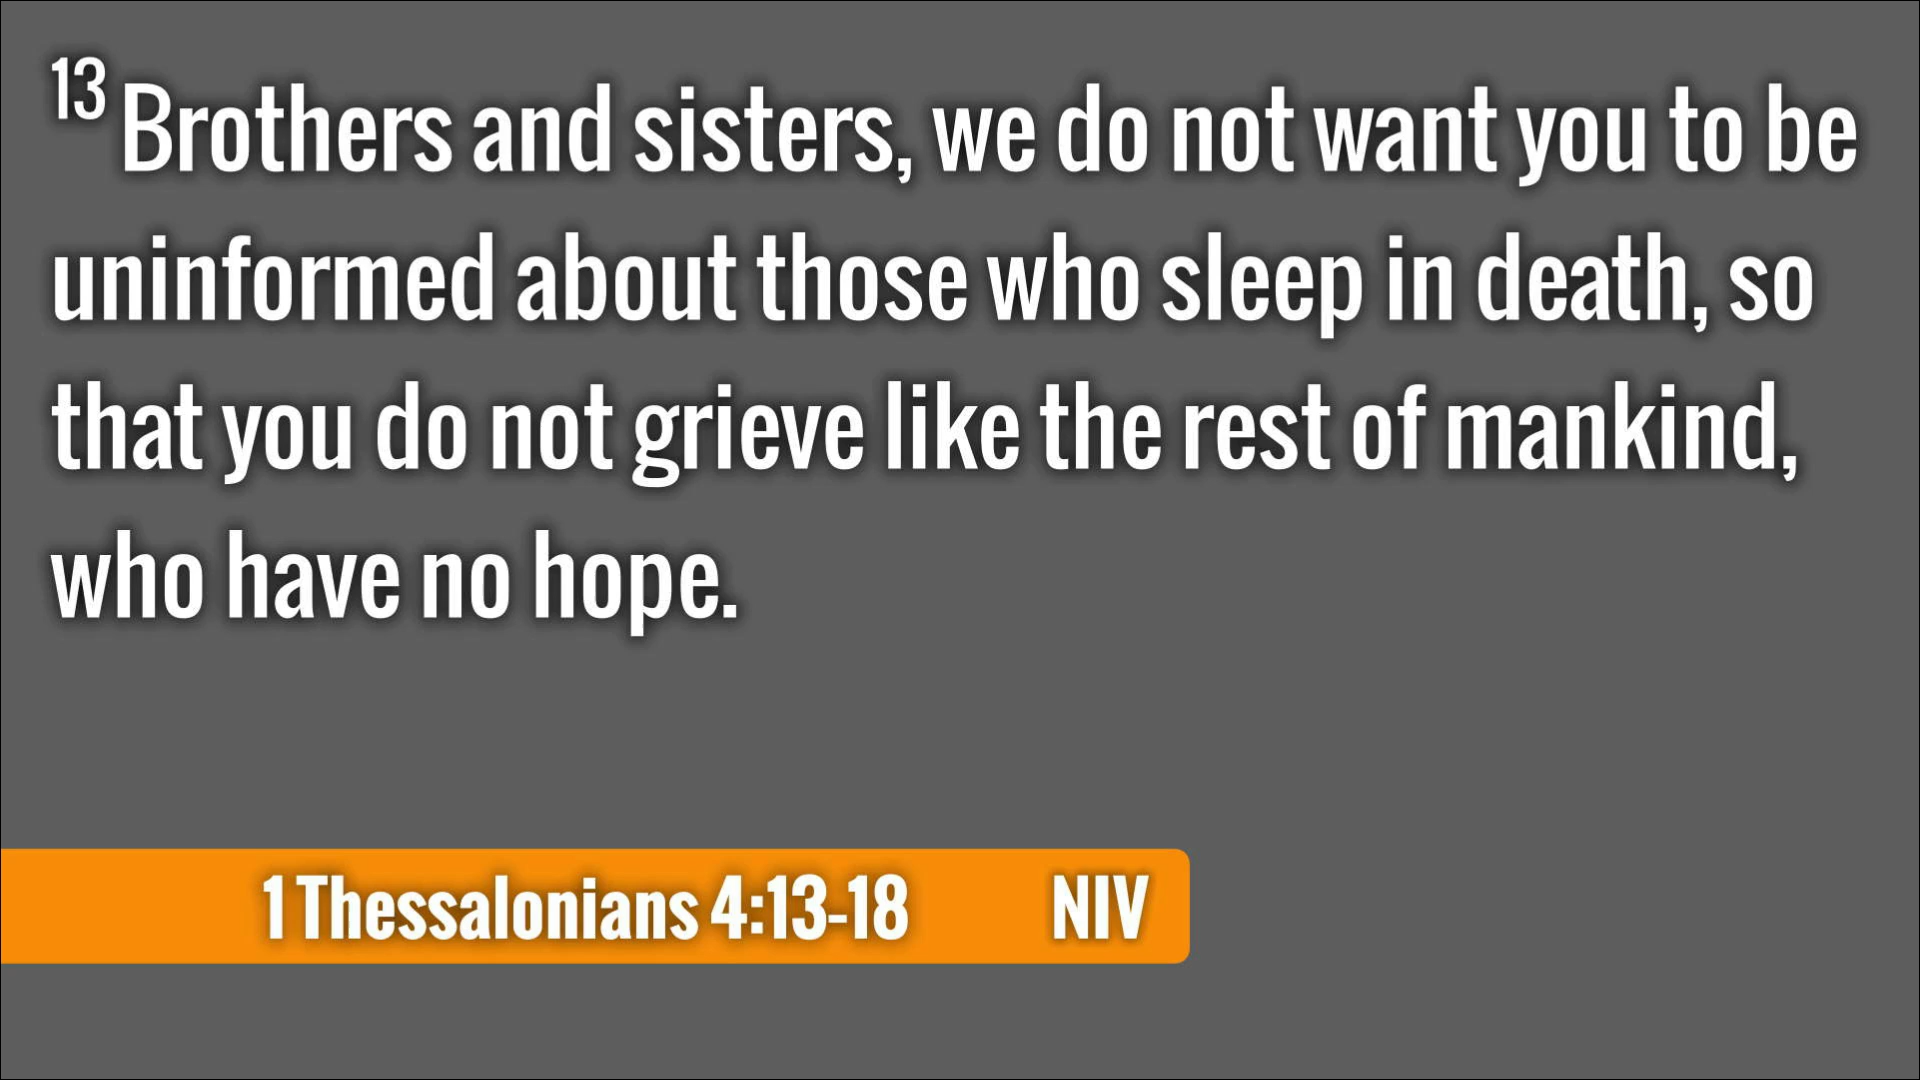 13 Brothers and sisters, we do not want you to be
uninformed about those who sleep in death, so
that you do not grieve like the rest of mankind,
who have no hope.
1 Thessalonians 4:13-18 NIV